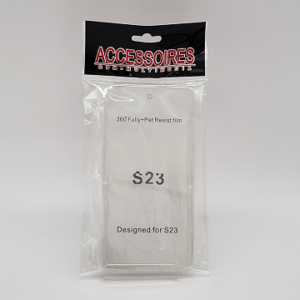 ACCESSOIRES
360°Fully+Pet Resist film
S23
Designed for S23